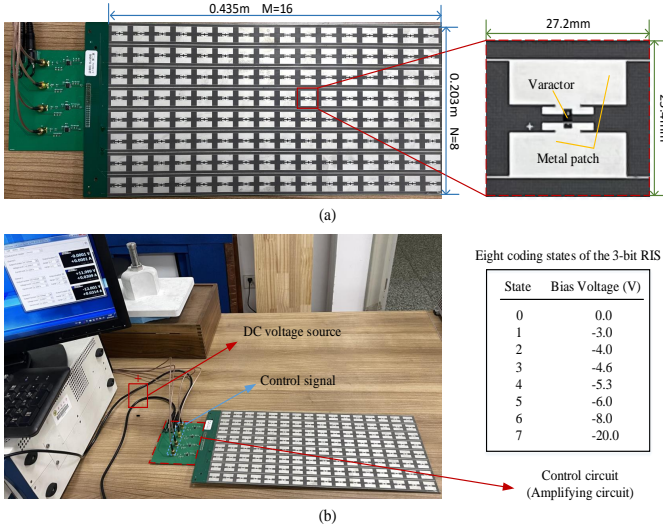 0.435m M=16
27.2mm
0.203m N=8
Varactor
Metal patch
(a)
Eight coding states of the 3-bit RIS
State Bias Voltage (V)
0 0.0
1 -3.0
2 -4.0
3 -4.6
4 -5.3
5 -6.0
6 -8.0
7 -20.0
DC voltage source
+
-
Control signal
Control circuit
(Amplifying circuit)
(b)